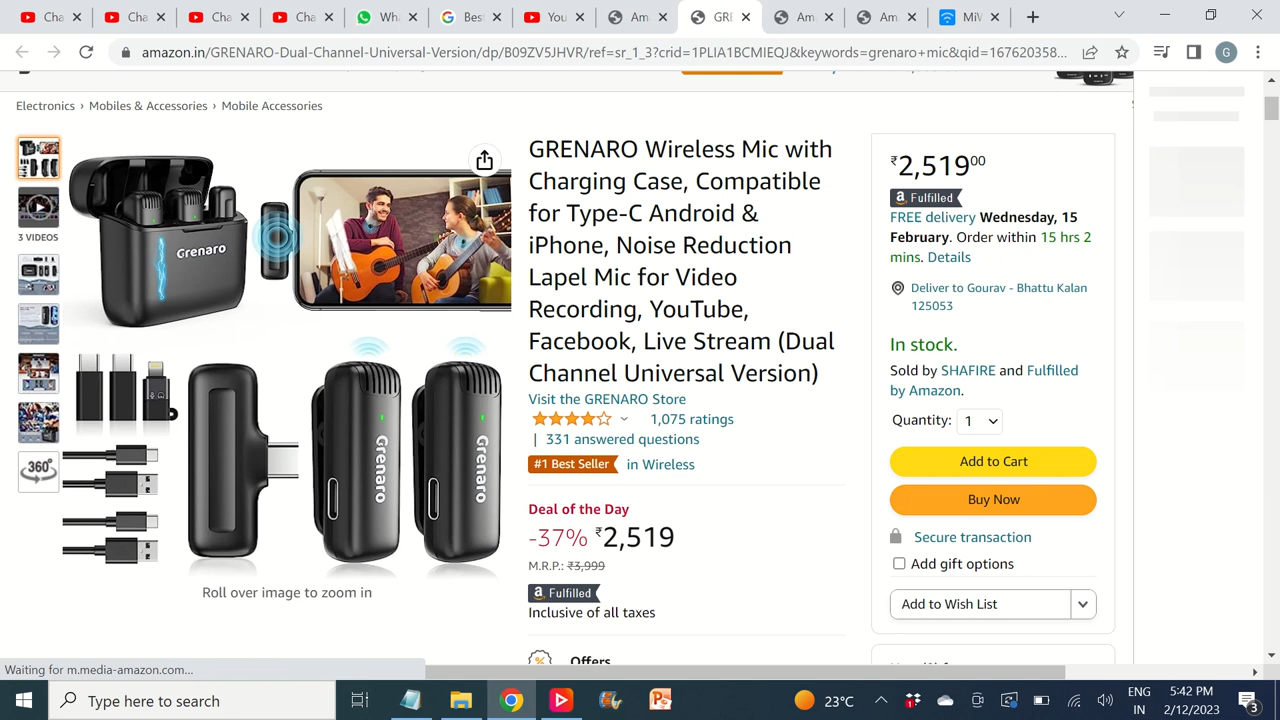 Cha
Cha
Cha
Cha
Wha
Best
You
Am
GRE
Am
Am
MiV
amazon.in/GRENARO-Dual-Channel-Universal-Version/dp/B09ZV5JHVR/ref=sr_1_3?crid=1PLIA1BCMIEQJ&keywords=grenaro+mic&qid=167620358...
G
Electronics › Mobiles & Accessories › Mobile Accessories
3 VIDEOS
360°
Grenaro
Grenaro
Grenaro
Roll over image to zoom in
GRENARO Wireless Mic with
Charging Case, Compatible
for Type-C Android &
iPhone, Noise Reduction
Lapel Mic for Video
Recording, YouTube,
Facebook, Live Stream (Dual
Channel Universal Version)
Visit the GRENARO Store
1,075 ratings
| 331 answered questions
#1 Best Seller in Wireless
Deal of the Day
-37% ₹2,519
M.R.P.: ₹3,999
a Fulfilled
Inclusive of all taxes
Offers
₹2,519 00
a Fulfilled
FREE delivery Wednesday, 15
February. Order within 15 hrs 2
mins. Details
Deliver to Gourav - Bhattu Kalan
125053
In stock.
Sold by SHAFIRE and Fulfilled
by Amazon.
Quantity: 1
Add to Cart
Buy Now
Secure transaction
Add gift options
Add to Wish List
Waiting for m.media-amazon.com...
Type here to search
23°C
ENG
IN
5:42 PM
2/12/2023
3